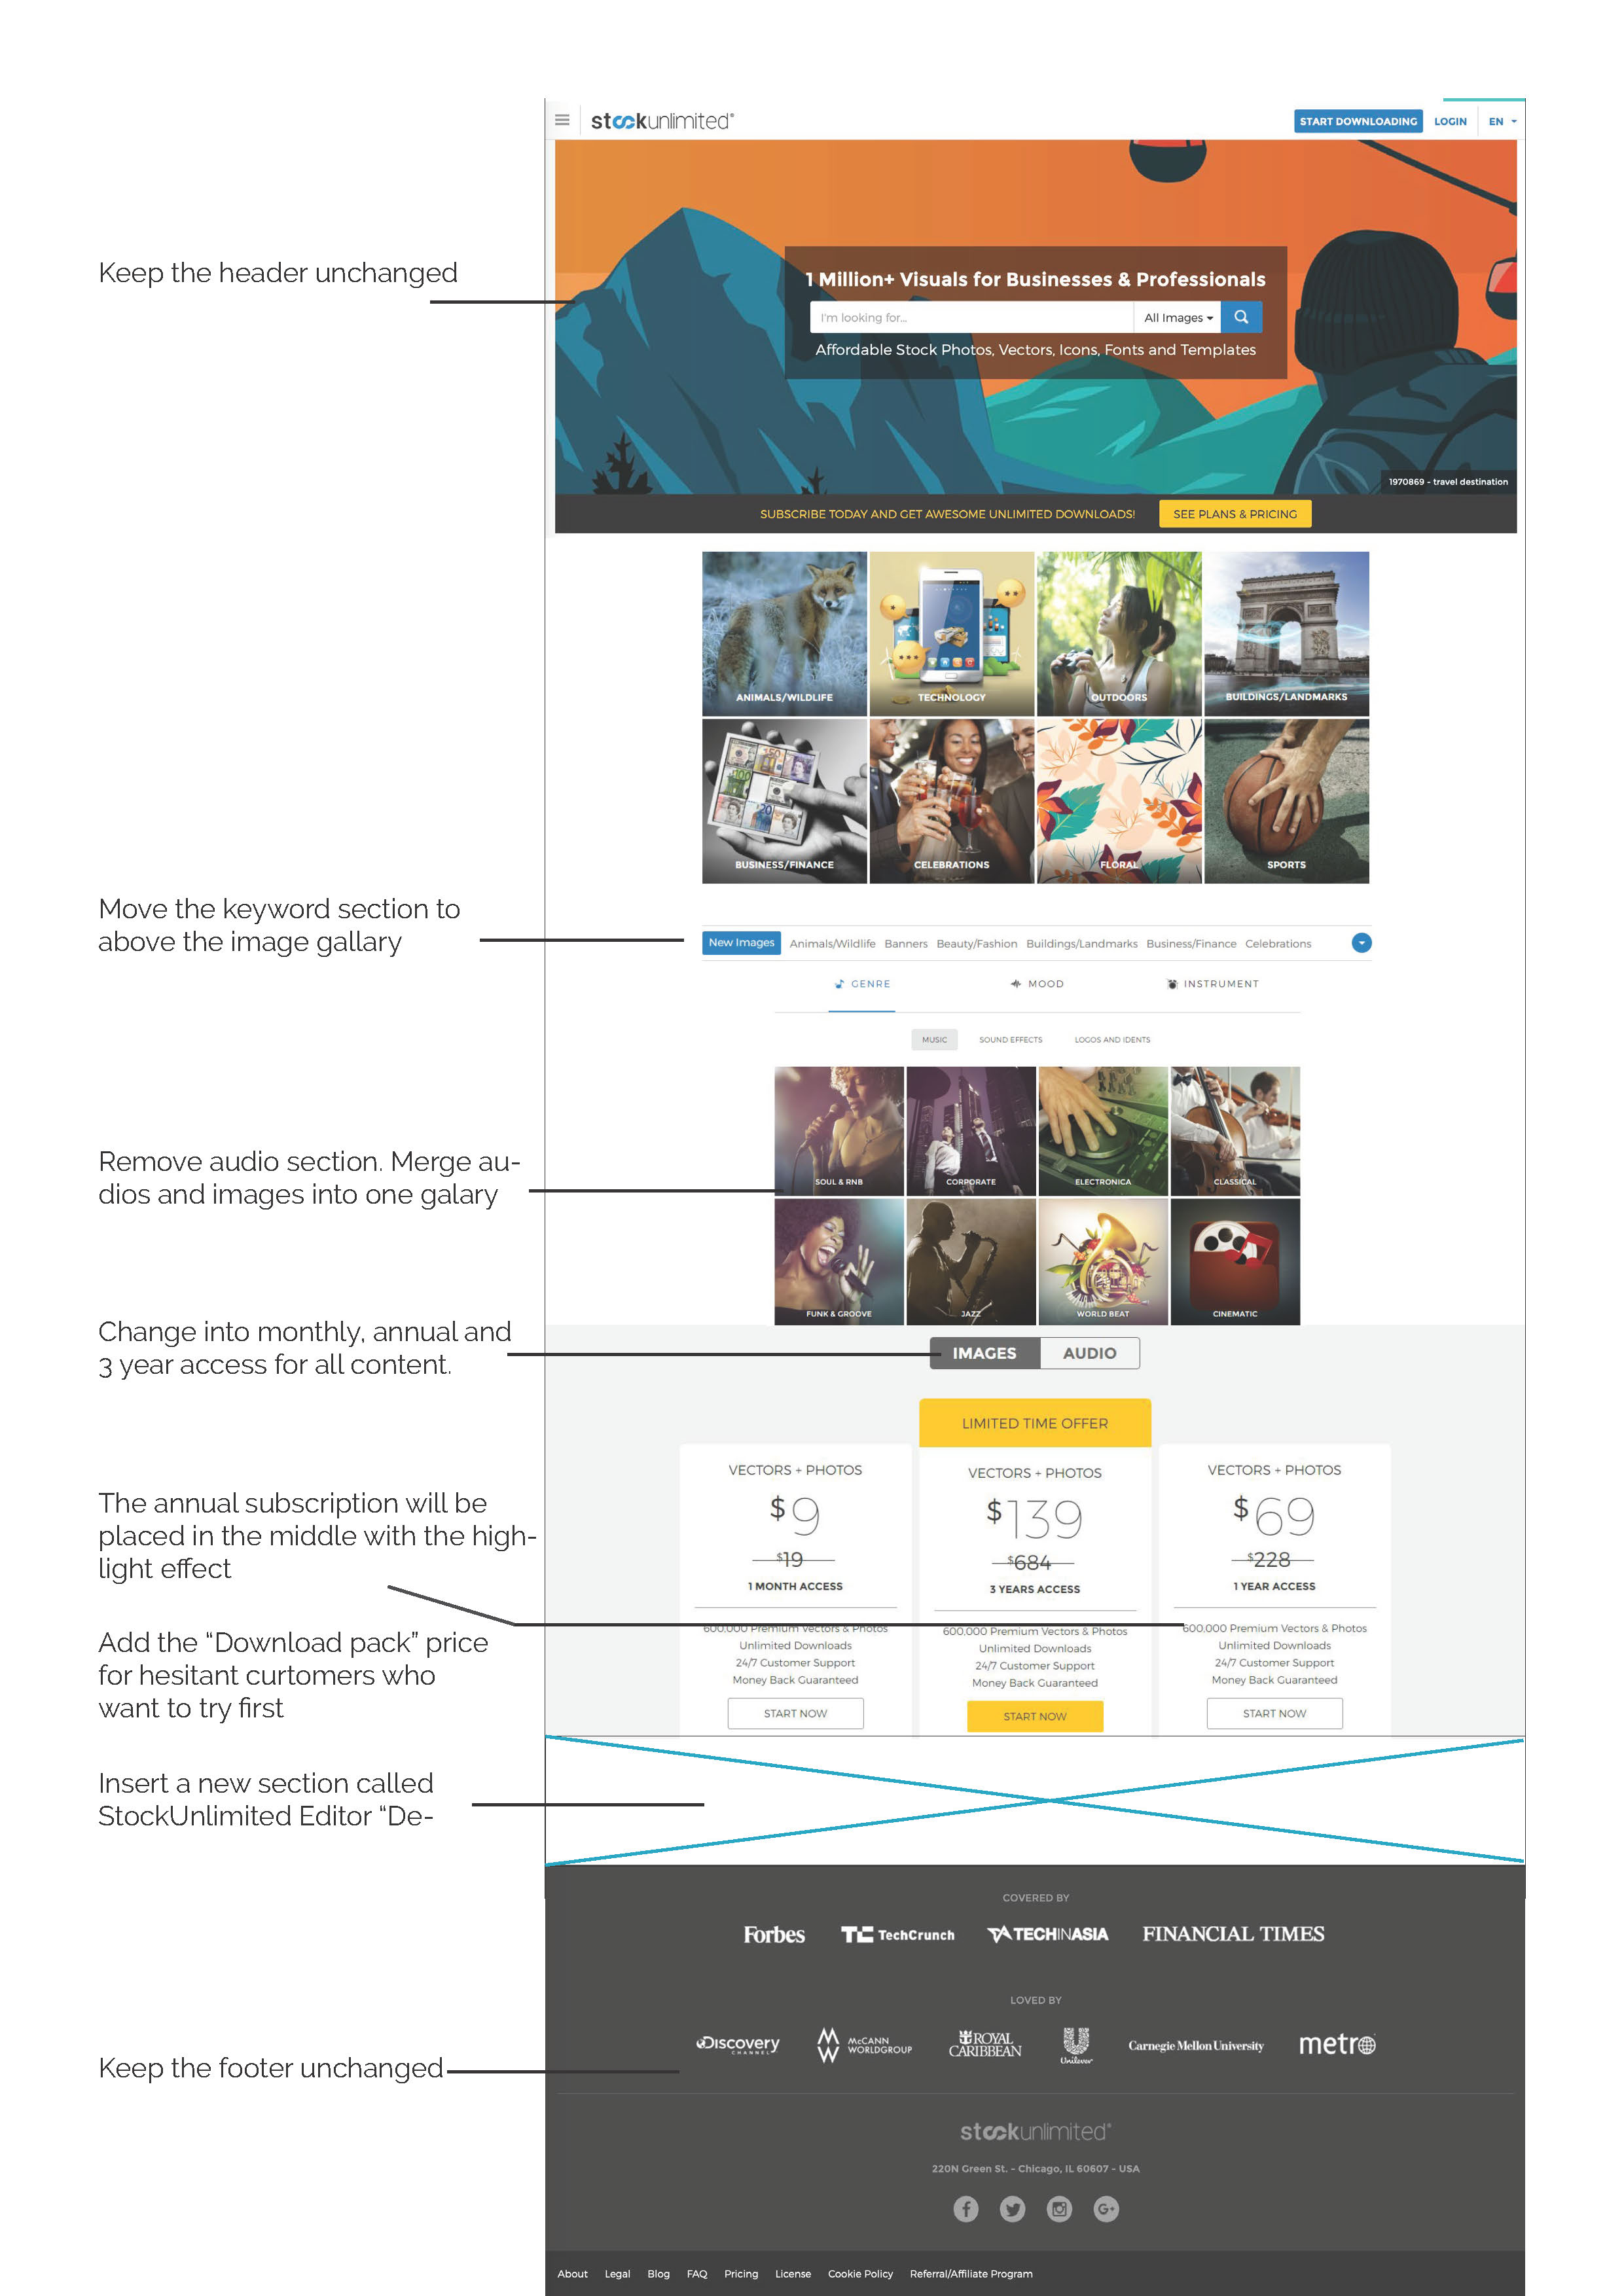 stockunlimited®
START DOWNLOADING LOGIN EN
Keep the header unchanged
1 Million+ Visuals for Businesses & Professionals
I'm looking for... All Images
Affordable Stock Photos, Vectors, Icons, Fonts and Templates
1970869 - travel destination
SUBSCRIBE TODAY AND GET AWESOME UNLIMITED DOWNLOADS! SEE PLANS & PRICING
ANIMALS/WILDLIFE TECHNOLOGY OUTDOORS BUILDINGS/LANDMARKS
BUSINESS/FINANCE CELEBRATIONS FLORAL SPORTS
Move the keyword section to
above the image gallary
New Images Animals/Wildlife Banners Beauty/Fashion Buildings/Landmarks Business/Finance Celebrations
GENRE MOOD INSTRUMENT
MUSIC SOUND EFFECTS LOGOS AND IDENTS
Remove audio section. Merge au-
dios and images into one galary
SOUL & RNB CORPORATE ELECTRONICA CLASSICAL
FUNK & GROOVE JAZZ WORLD BEAT CINEMATIC
Change into monthly, annual and
3 year access for all content.
IMAGES AUDIO
LIMITED TIME OFFER
VECTORS + PHOTOS
$9
$19
1 MONTH ACCESS
600,000 Premium Vectors & Photos
Unlimited Downloads
24/7 Customer Support
Money Back Guaranteed
START NOW
VECTORS + PHOTOS
$139
$684
3 YEARS ACCESS
600,000 Premium Vectors & Photos
Unlimited Downloads
24/7 Customer Support
Money Back Guaranteed
START NOW
VECTORS + PHOTOS
$69
$228
1 YEAR ACCESS
600,000 Premium Vectors & Photos
Unlimited Downloads
24/7 Customer Support
Money Back Guaranteed
START NOW
The annual subscription will be
placed in the middle with the high-
light effect
Add the “Download pack” price
for hesitant curtomers who
want to try first
Insert a new section called
StockUnlimited Editor “De-
COVERED BY
Forbes TC TechCrunch TECHINASIA FINANCIAL TIMES
LOVED BY
Discovery CHANNEL McCANN WORLDGROUP ROYAL CARIBBEAN Unilever Carnegie Mellon University metro
Keep the footer unchanged
stockunlimited®
220N Green St. - Chicago, IL 60607 - USA
f G+
About Legal Blog FAQ Pricing License Cookie Policy Referral/Affiliate Program